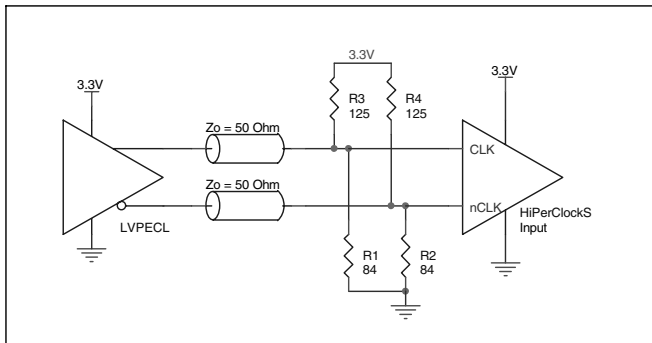 3.3V
3.3V
3.3V
R3
125
R4
125
Zo = 50 Ohm
CLK
Zo = 50 Ohm
nCLK
HiPerClockS
Input
LVPECL
R1
84
R2
84